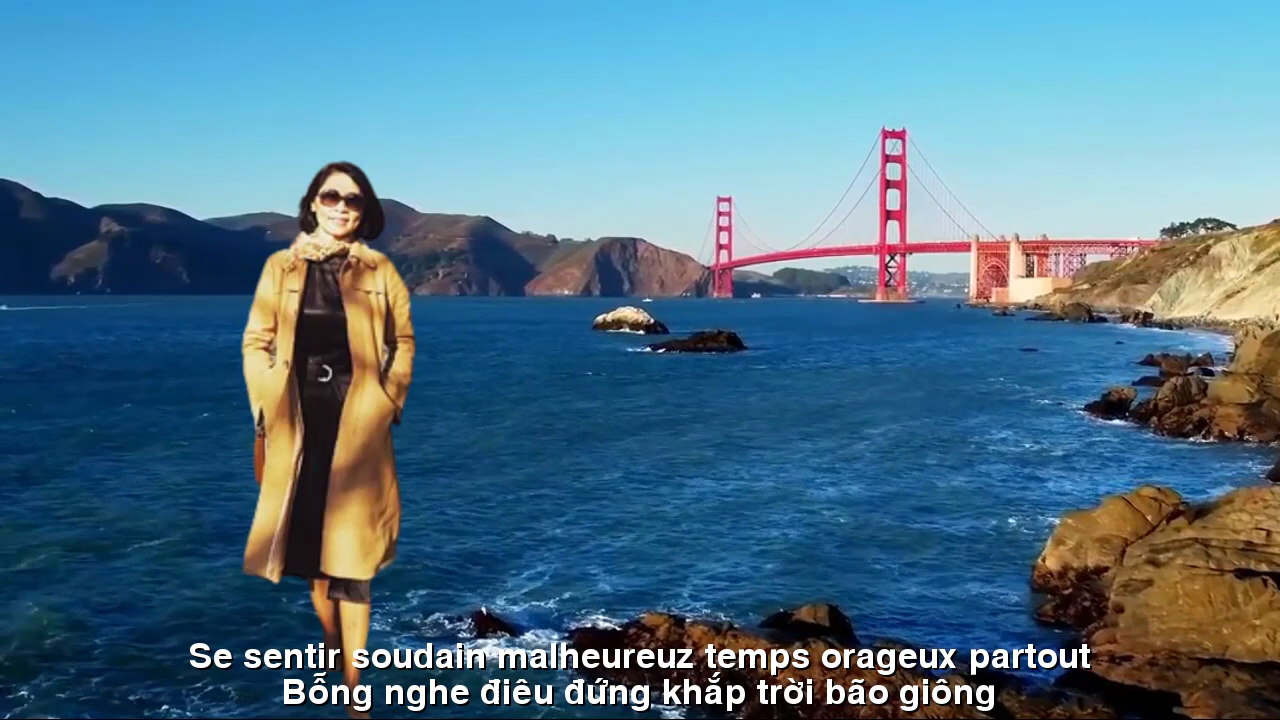 Se sentir soudain malheureuz temps orageux partout
Bỗng nghe điêu đứng khắp trời bão giông